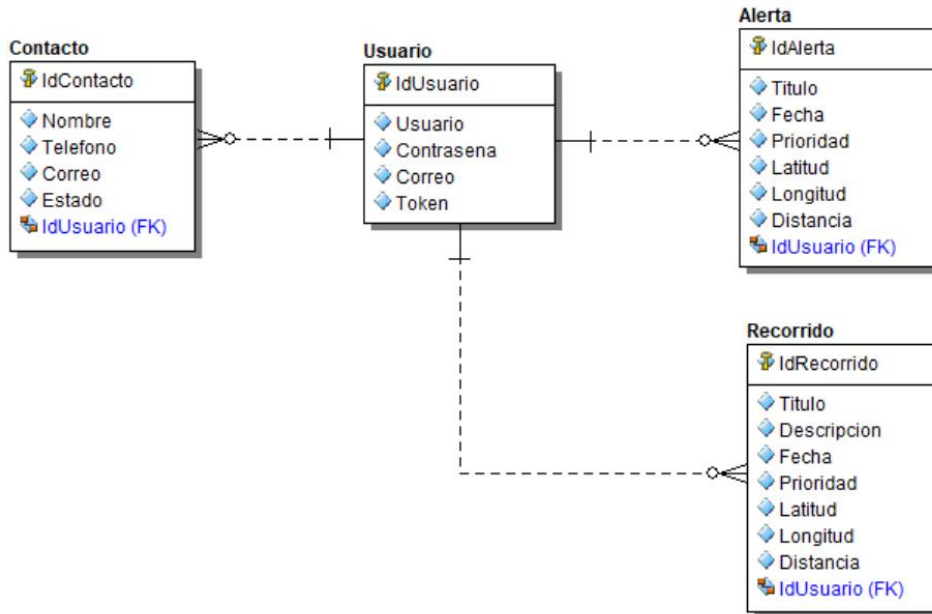 Contacto
IdContacto
Nombre
Telefono
Correo
Estado
IdUsuario (FK)
Usuario
IdUsuario
Usuario
Contrasena
Correo
Token
Alerta
IdAlerta
Titulo
Fecha
Prioridad
Latitud
Longitud
Distancia
IdUsuario (FK)
Recorrido
IdRecorrido
Titulo
Descripcion
Fecha
Prioridad
Latitud
Longitud
Distancia
IdUsuario (FK)